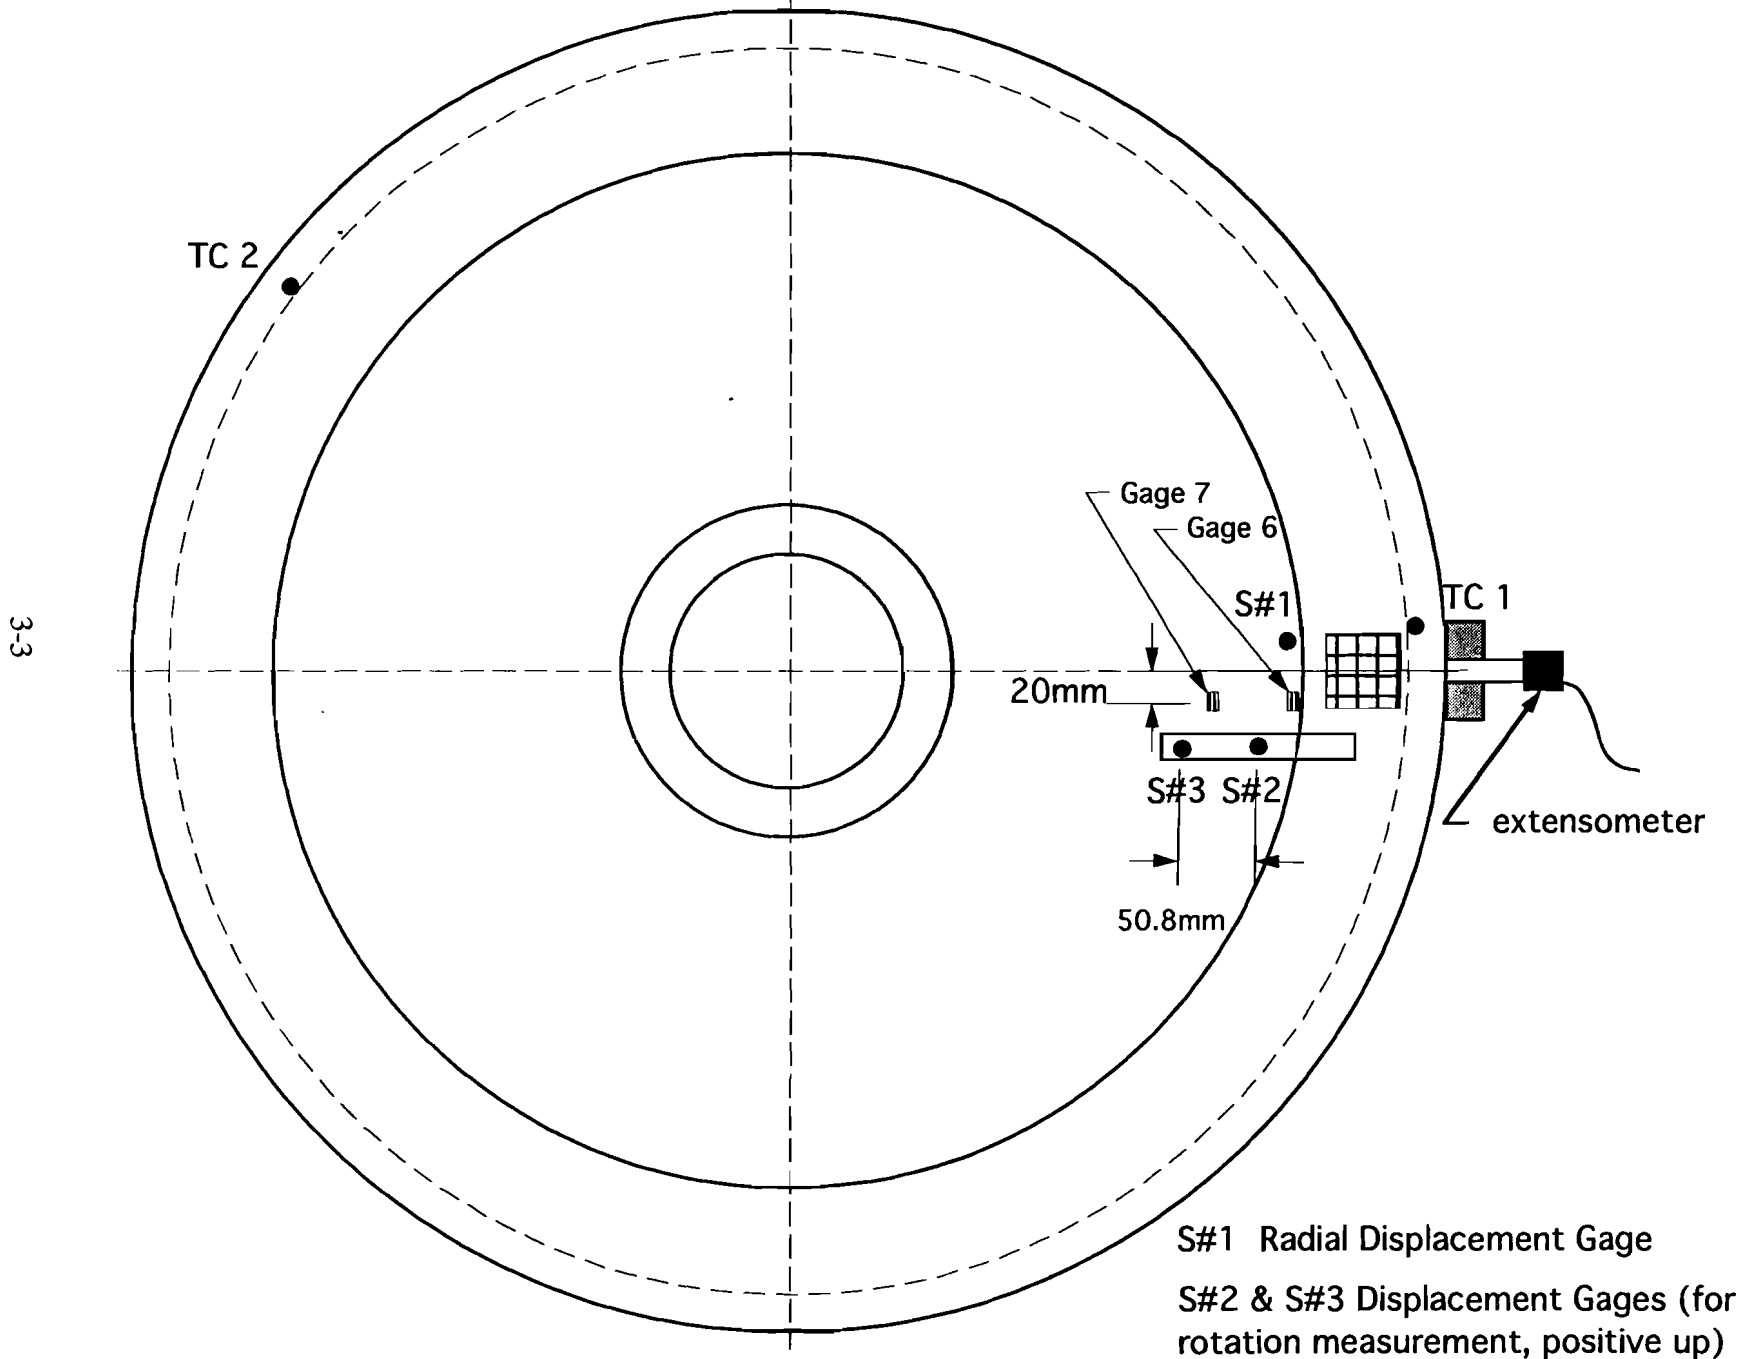 TC 2
Gage 7
Gage 6
S#1
TC 1
20mm
S#3 S#2
extensometer
50.8mm
3-3
S#1 Radial Displacement Gage
S#2 & S#3 Displacement Gages (for
rotation measurement, positive up)